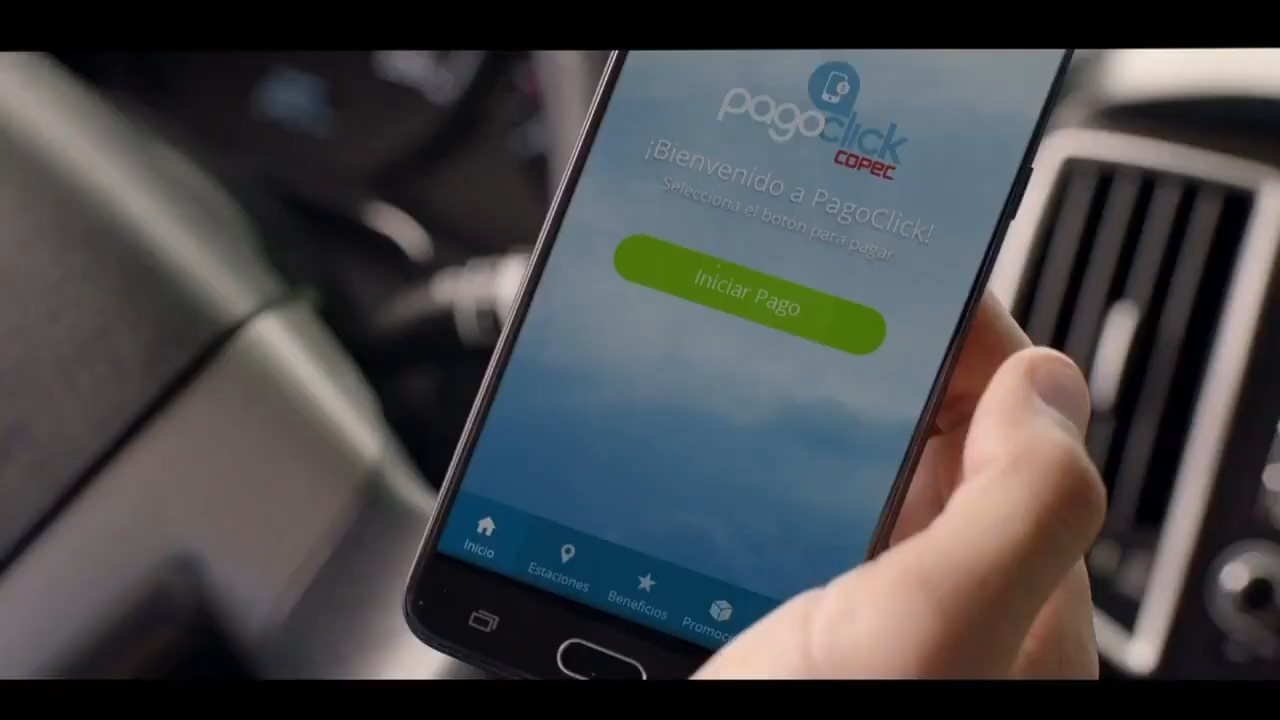 pagoclick
COPEC
¡Bienvenido a PagoClick!
Selecciona el botón para pagar
Iniciar Pago
Inicio
Estaciones
Beneficios